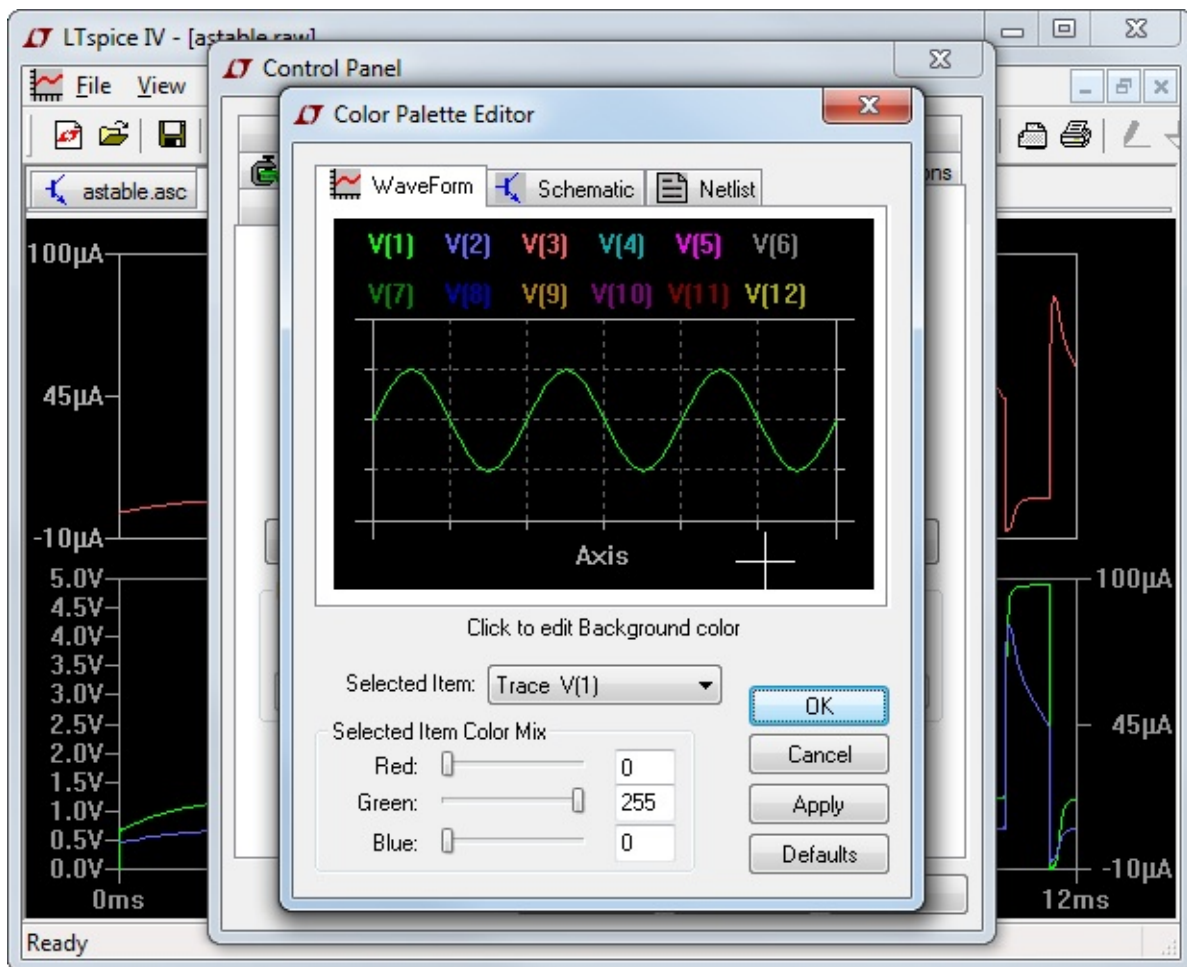 LTspice IV - [astable.raw]
Control Panel
File View
Color Palette Editor
ons
astable.asc
WaveForm Schematic Netlist
V(1) V(2) V(3) V(4) V(5) V(6)
V(7) V(8) V(9) V(10) V(11) V(12)
Axis
100µA
45µA
-10µA
5.0V
4.5V
4.0V
3.5V
3.0V
2.5V
2.0V
1.5V
1.0V
0.5V
0.0V
0ms
100µA
45µA
-10µA
12ms
Click to edit Background color
Selected Item: Trace V(1)
OK
Selected Item Color Mix
Cancel
Red: 0
Green: 255
Apply
Blue: 0
Defaults
Ready